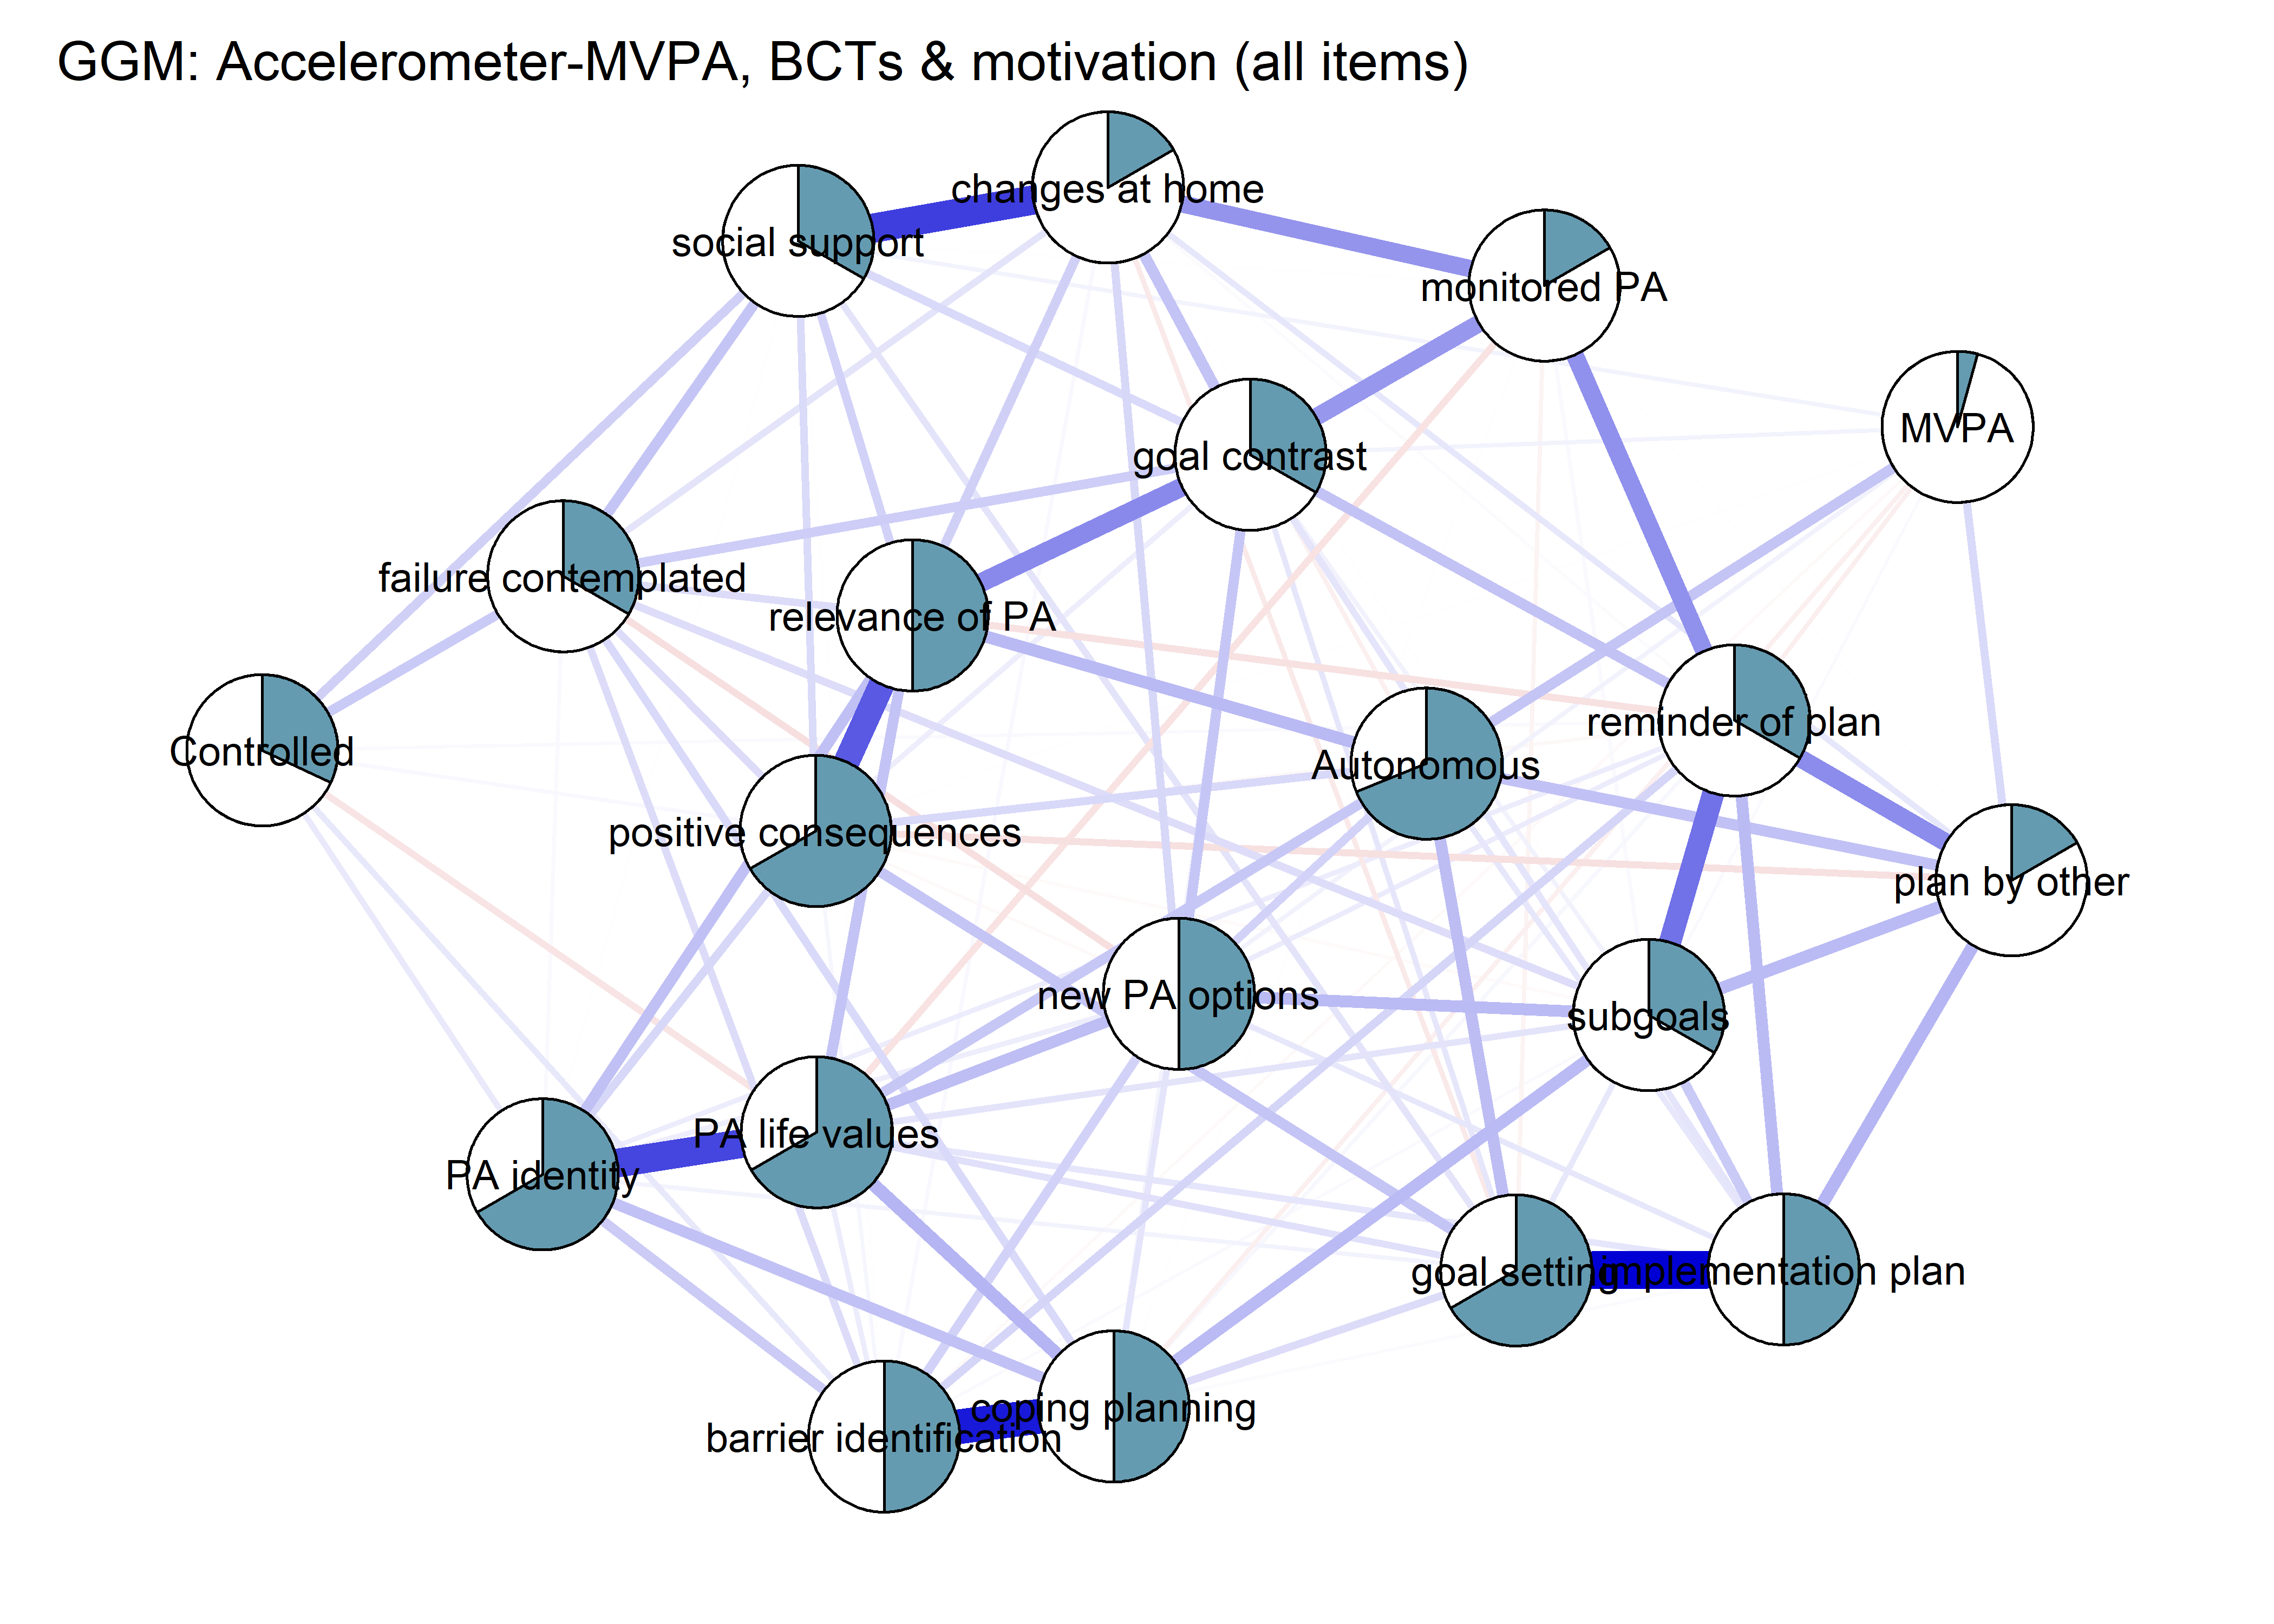 GGM: Accelerometer-MVPA, BCTs & motivation (all items)
changes at home
social support
monitored PA
MVPA
goal contrast
failure contemplated
relevance of PA
Controlled
reminder of plan
Autonomous
positive consequences
plan by other
new PA options
subgoals
PA life values
PA identity
goal setting
implementation plan
coping planning
barrier identification